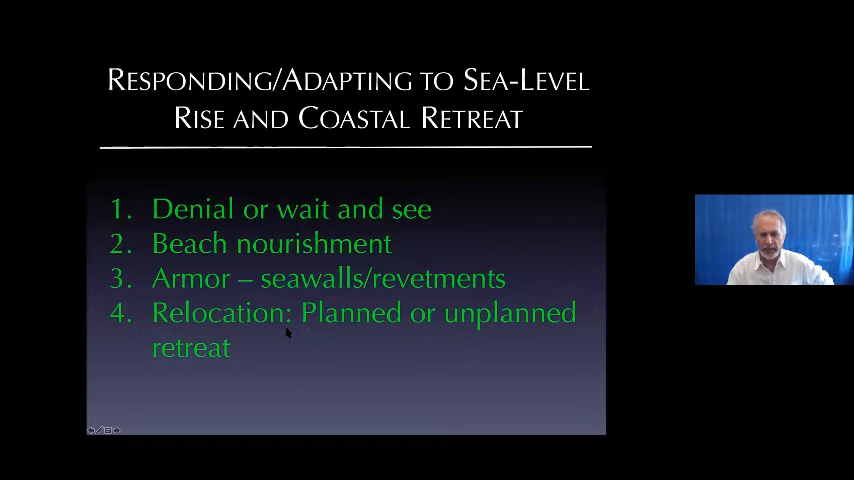 RESPONDING/ADAPTING TO SEA-LEVEL
RISE AND COASTAL RETREAT
1. Denial or wait and see
2. Beach nourishment
3. Armor – seawalls/revetments
4. Relocation: Planned or unplanned
retreat